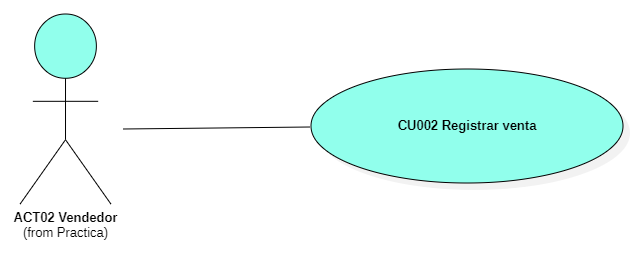 CU002 Registrar venta
ACT02 Vendedor
(from Practica)